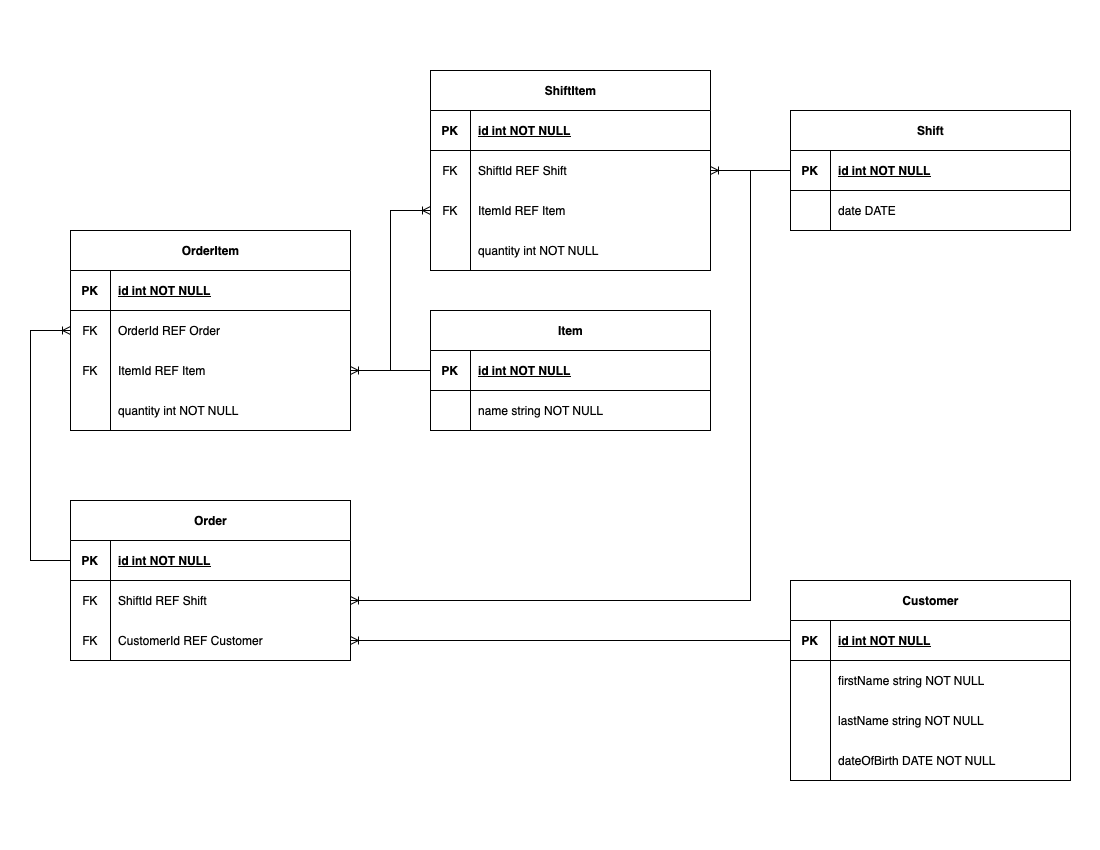 ShiftItem
PK id int NOT NULL
FK ShiftId REF Shift
FK ItemId REF Item
quantity int NOT NULL
Shift
PK id int NOT NULL
date DATE
OrderItem
PK id int NOT NULL
FK OrderId REF Order
FK ItemId REF Item
quantity int NOT NULL
Item
PK id int NOT NULL
name string NOT NULL
Order
PK id int NOT NULL
FK ShiftId REF Shift
FK CustomerId REF Customer
Customer
PK id int NOT NULL
firstName string NOT NULL
lastName string NOT NULL
dateOfBirth DATE NOT NULL